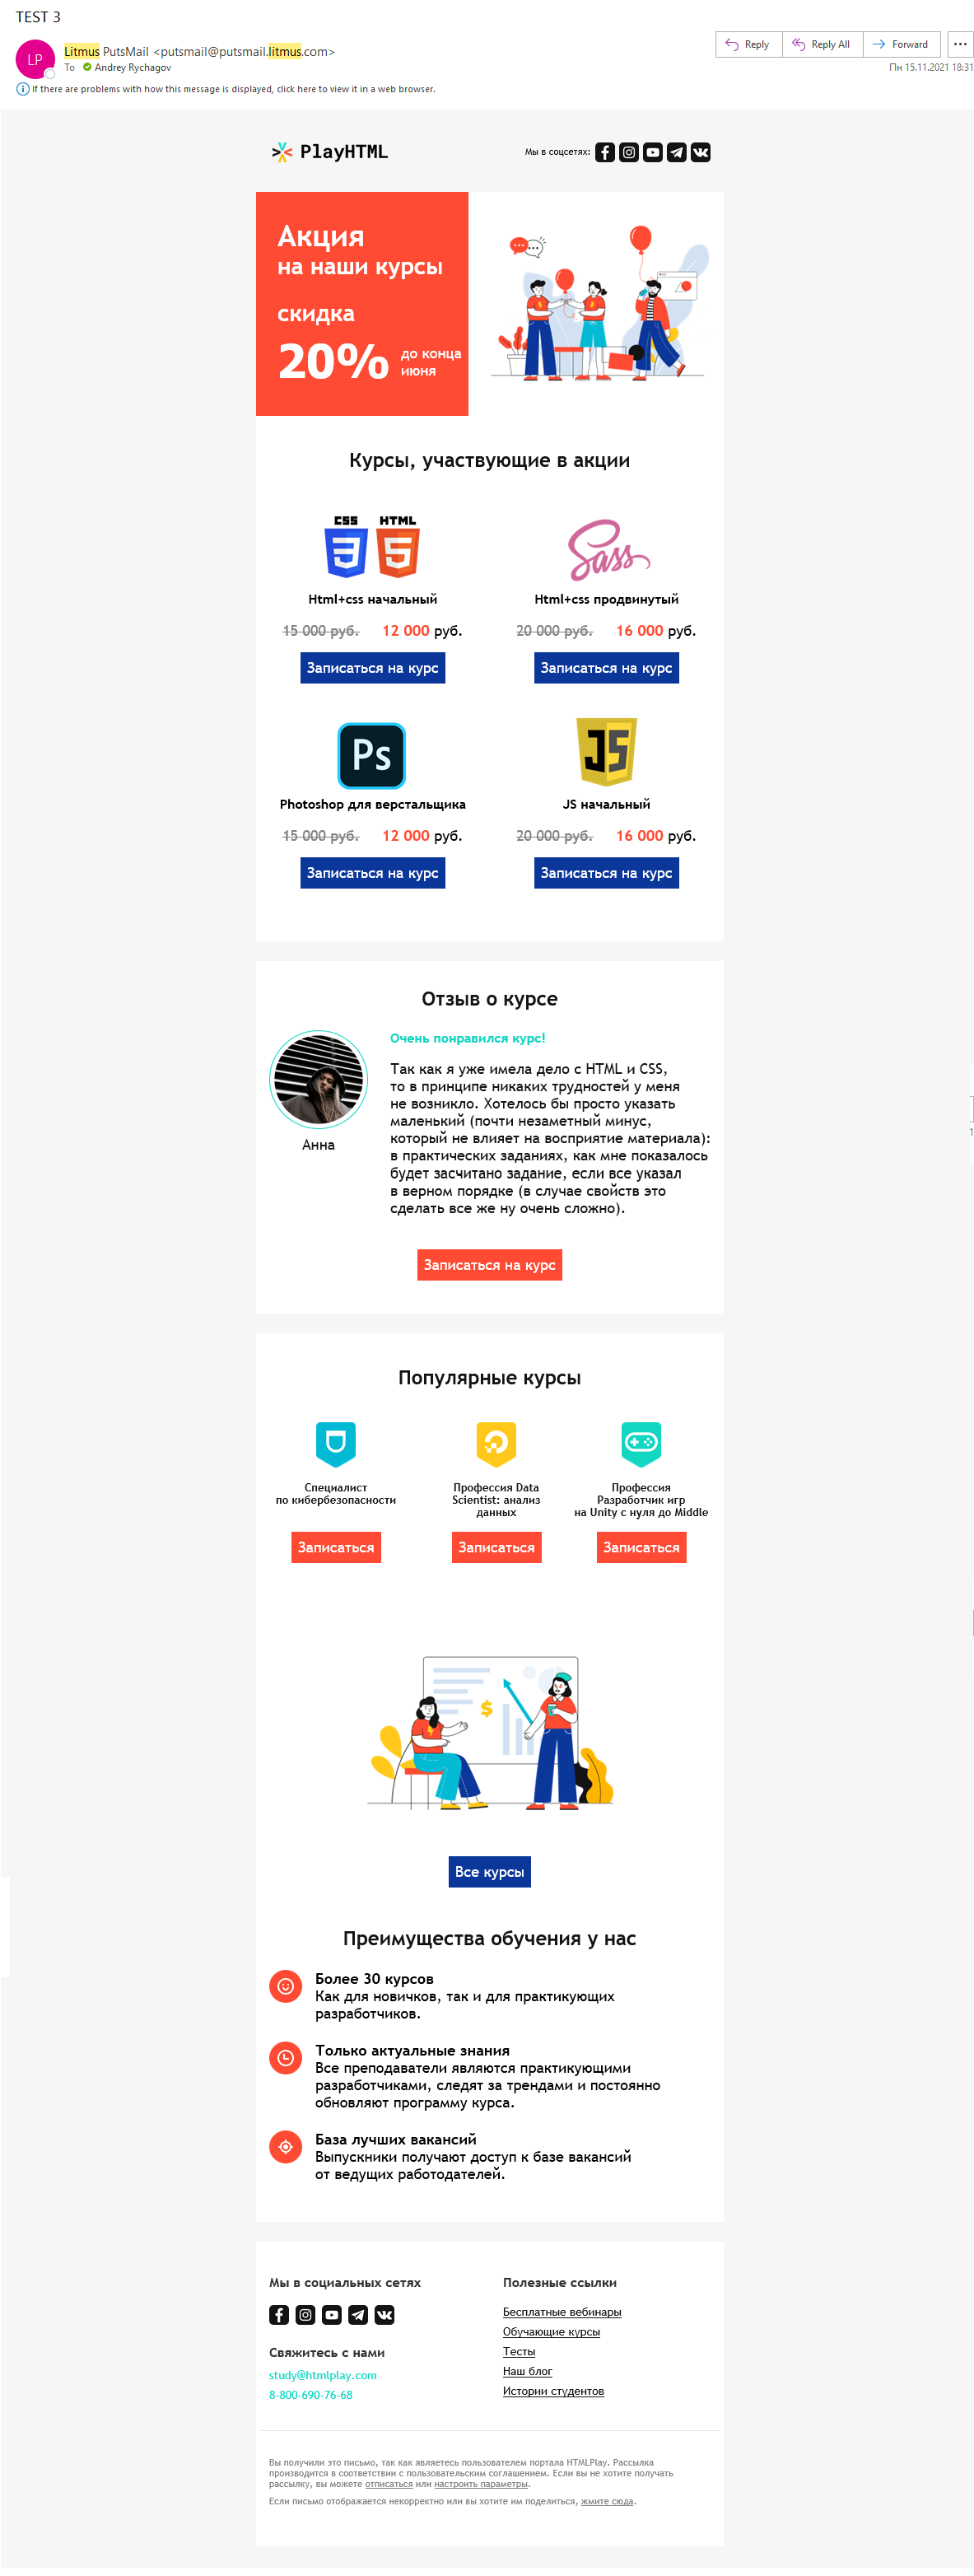 TEST 3
LP
Litmus PutsMail <putsmail@putsmail.litmus.com>
To Andrey Rychagov
Reply
Reply All
Forward
Пн 15.11.2021 18:31
If there are problems with how this message is displayed, click here to view it in a web browser.
PlayHTML
Мы в соцсетях:
Акция
на наши курсы
скидка
20% до конца
июня
Курсы, участвующие в акции
CSS HTML
Sass
Html+css начальный
Html+css продвинутый
15 000 руб. 12 000 руб.
20 000 руб. 16 000 руб.
Записаться на курс
Записаться на курс
Ps
JS
Photoshop для верстальщика
JS начальный
15 000 руб. 12 000 руб.
20 000 руб. 16 000 руб.
Записаться на курс
Записаться на курс
Отзыв о курсе
Анна
Очень понравился курс!
Так как я уже имела дело с HTML и CSS,
то в принципе никаких трудностей у меня
не возникло. Хотелось бы просто указать
маленький (почти незаметный минус,
который не влияет на восприятие материала):
в практических заданиях, как мне показалось
будет засчитано задание, если все указал
в верном порядке (в случае свойств это
сделать все же ну очень сложно).
Записаться на курс
Популярные курсы
Специалист
по кибербезопасности
Профессия Data
Scientist: анализ
данных
Профессия
Разработчик игр
на Unity с нуля до Middle
Записаться
Записаться
Записаться
$
Все курсы
Преимущества обучения у нас
Более 30 курсов
Как для новичков, так и для практикующих
разработчиков.
Только актуальные знания
Все преподаватели являются практикующими
разработчиками, следят за трендами и постоянно
обновляют программу курса.
База лучших вакансий
Выпускники получают доступ к базе вакансий
от ведущих работодателей.
Мы в социальных сетях
Свяжитесь с нами
study@htmlplay.com
8-800-690-76-68
Полезные ссылки
Бесплатные вебинары
Обучающие курсы
Тесты
Наш блог
Истории студентов
Вы получили это письмо, так как являетесь пользователем портала HTMLPlay. Рассылка
производится в соответствии с пользовательским соглашением. Если вы не хотите получать
рассылку, вы можете отписаться или настроить параметры.
Если письмо отображается некорректно или вы хотите им поделиться, жмите сюда.